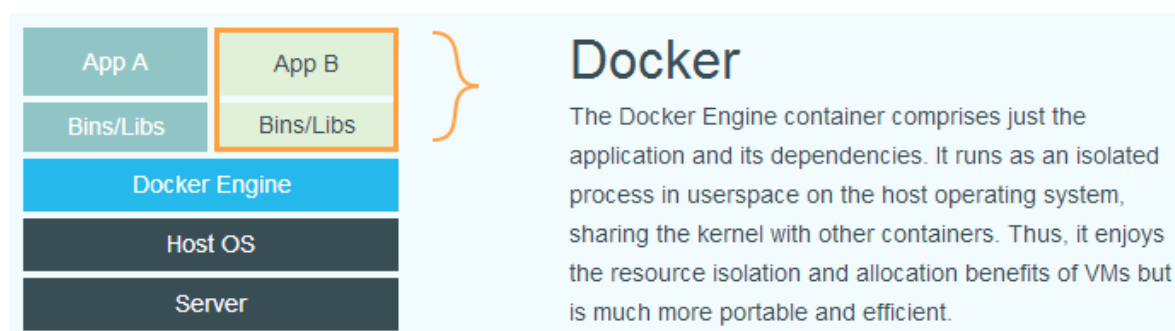 App A
App B
Bins/Libs
Bins/Libs
Docker Engine
Host OS
Server
Docker
The Docker Engine container comprises just the
application and its dependencies. It runs as an isolated
process in userspace on the host operating system,
sharing the kernel with other containers. Thus, it enjoys
the resource isolation and allocation benefits of VMs but
is much more portable and efficient.